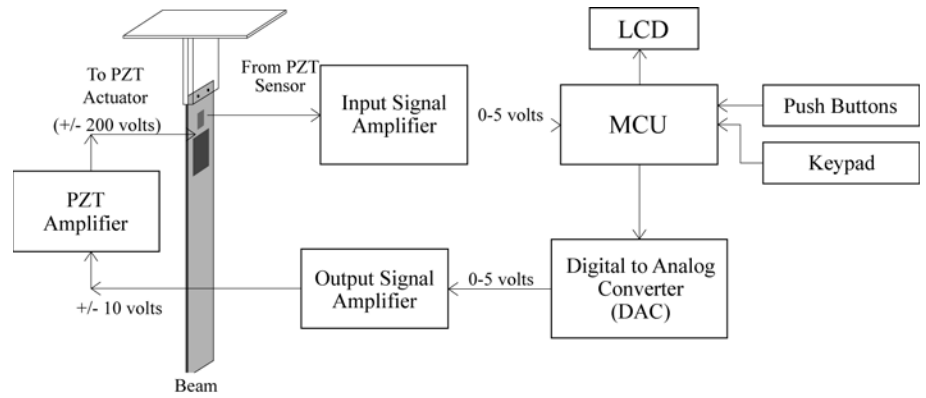 LCD
To PZT
Actuator
(+/- 200 volts)
From PZT
Sensor
Input Signal
Amplifier
0-5 volts
MCU
Push Buttons
Keypad
PZT
Amplifier
Output Signal
Amplifier
0-5 volts
Digital to Analog
Converter
(DAC)
+/- 10 volts
Beam